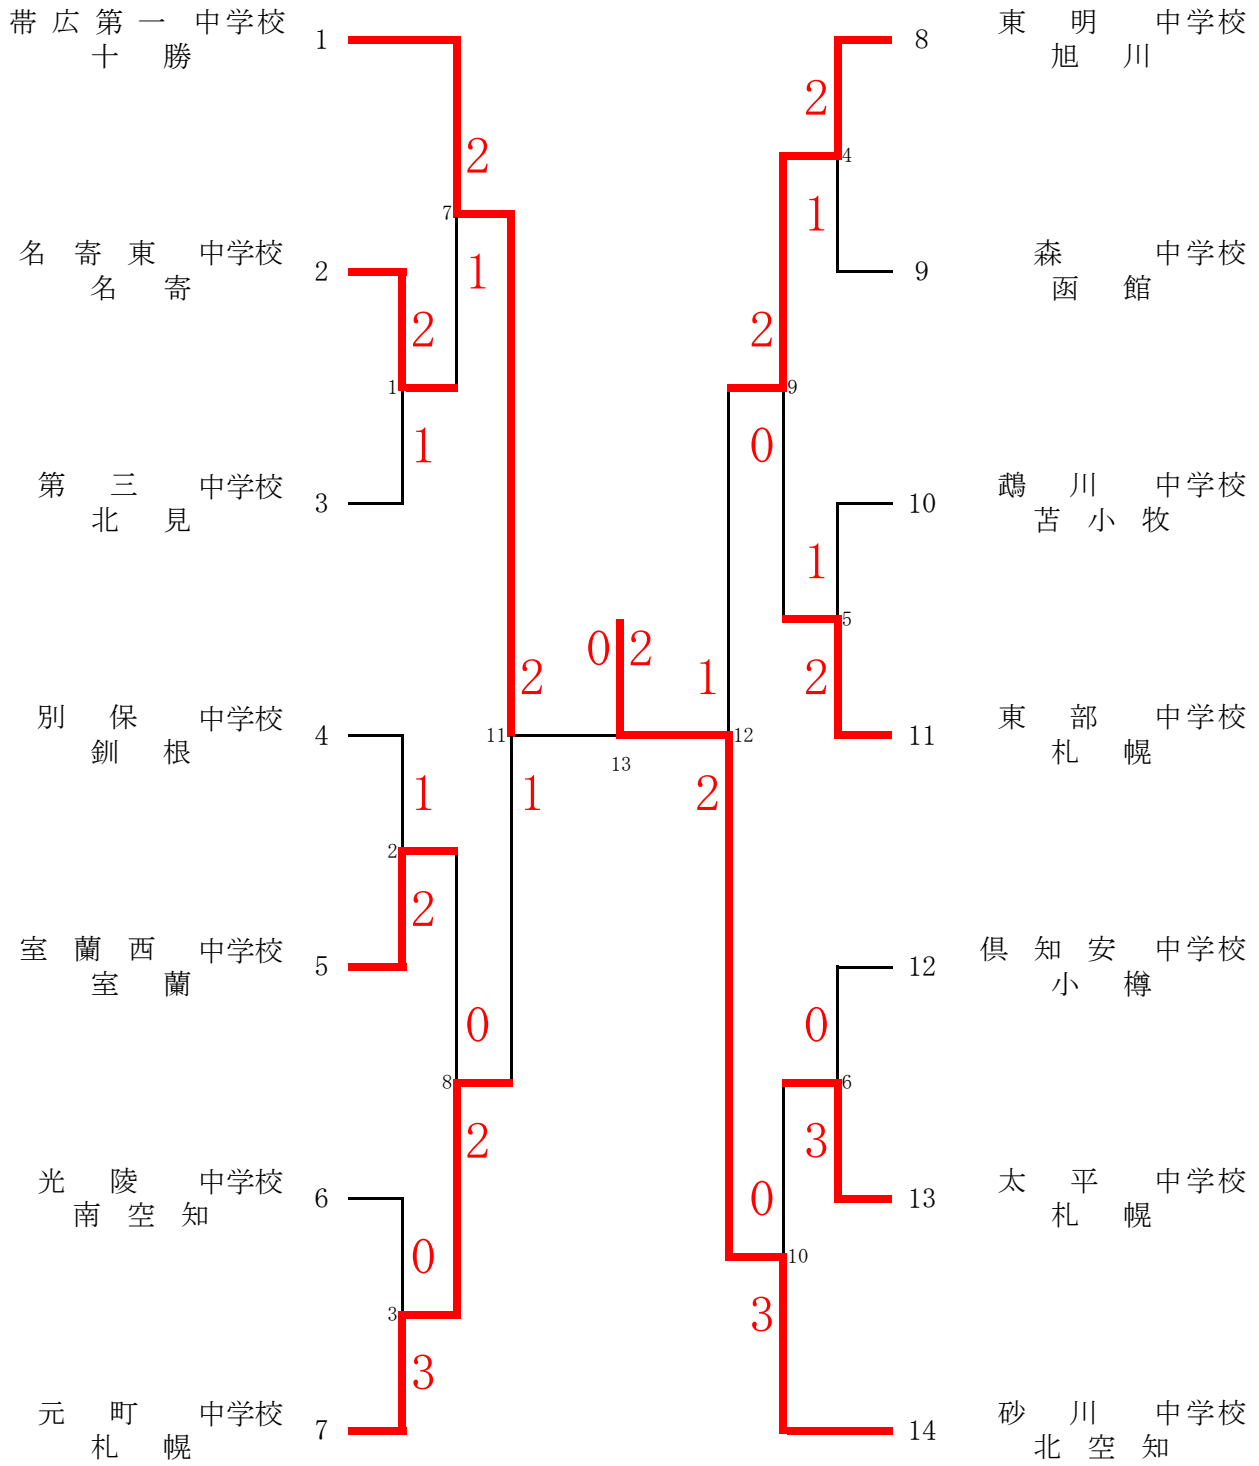 帯広第一 中学校
十勝
1
名寄東 中学校
名寄
2
第三 中学校
北見
3
別保 中学校
釧根
4
室蘭西 中学校
室蘭
5
光陵 中学校
南空知
6
元町 中学校
札幌
7
2
7
1
2
1
1
1
2
2
0
8
2
0
3
3
2
11
1
0 2
13
1
12
2
2
4
1
2
9
0
1
5
2
0
6
3
0
10
3
8
東明 中学校
旭川
9
森 中学校
函館
10
鵡川 中学校
苫小牧
11
東部 中学校
札幌
12
倶知安 中学校
小樽
13
太平 中学校
札幌
14
砂川 中学校
北空知